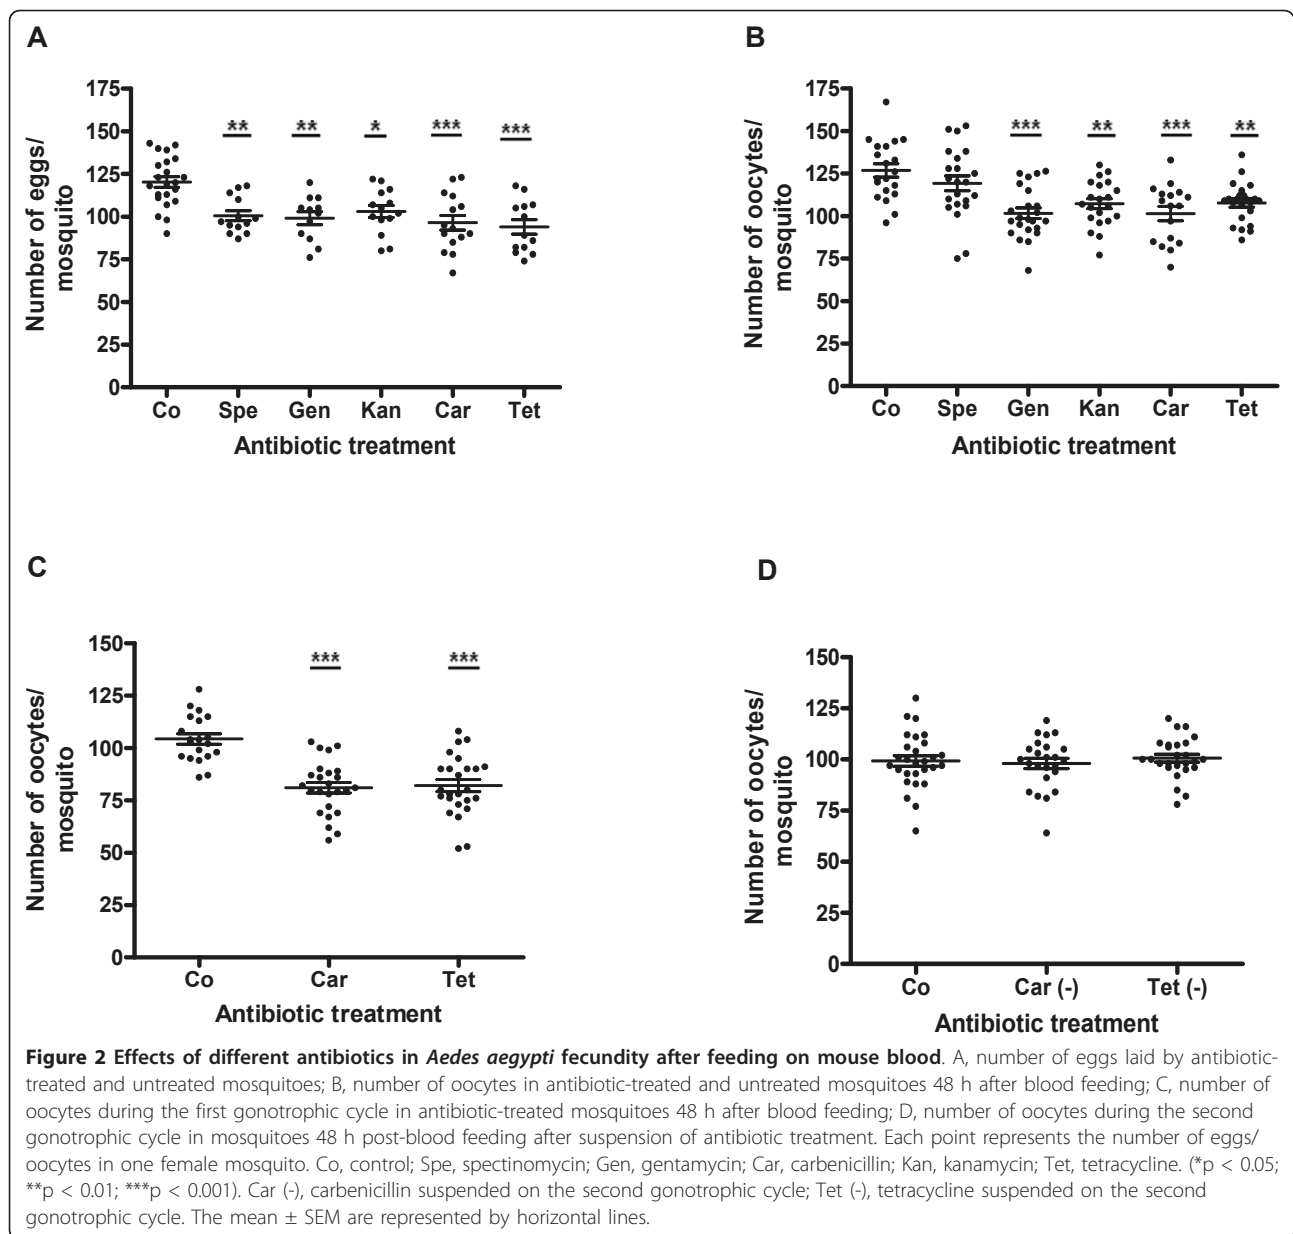 A
175
150
125
100
75
50
25
0
Number of eggs/
mosquito
** ** * *** ***
Co Spe Gen Kan Car Tet
Antibiotic treatment
B
175
150
125
100
75
50
25
0
Number of oocytes/
mosquito
*** ** *** **
Co Spe Gen Kan Car Tet
Antibiotic treatment
C
150
125
100
75
50
25
0
Number of oocytes/
mosquito
*** ***
Co Car Tet
Antibiotic treatment
D
150
125
100
75
50
25
0
Number of oocytes/
mosquito
Co Car (-) Tet (-)
Antibiotic treatment
Figure 2 Effects of different antibiotics in Aedes aegypti fecundity after feeding on mouse blood. A, number of eggs laid by antibiotic-
treated and untreated mosquitoes; B, number of oocytes in antibiotic-treated and untreated mosquitoes 48 h after blood feeding; C, number of
oocytes during the first gonotrophic cycle in antibiotic-treated mosquitoes 48 h after blood feeding; D, number of oocytes during the second
gonotrophic cycle in mosquitoes 48 h post-blood feeding after suspension of antibiotic treatment. Each point represents the number of eggs/
oocytes in one female mosquito. Co, control; Spe, spectinomycin; Gen, gentamycin; Car, carbenicillin; Kan, kanamycin; Tet, tetracycline. (*p < 0.05;
**p < 0.01; ***p < 0.001). Car (-), carbenicillin suspended on the second gonotrophic cycle; Tet (-), tetracycline suspended on the second
gonotrophic cycle. The mean ± SEM are represented by horizontal lines.